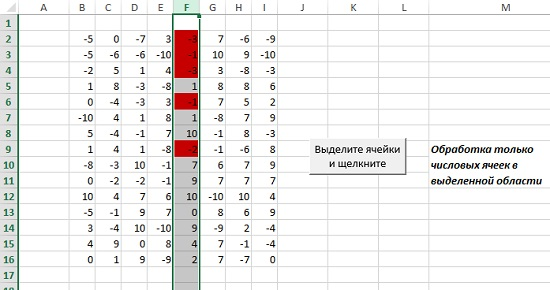 A B C D E F G H I J K L M
1
2 -5 0 -7 3 -3 7 -6 -9
3 -5 -6 -6 -10 -1 10 9 -10
4 -2 5 1 4 -3 3 -8 -3
5 1 8 -3 -8 1 8 8 6
6 0 -4 -3 3 -1 7 5 2
7 -10 4 1 8 1 -8 7 9
8 5 -4 -1 7 10 -1 8 -3
9 1 4 1 -8 -2 -1 -6 8 Выделите ячейки Обработка только
10 -8 -3 10 -1 7 6 7 9 и щелкните числовых ячеек в
11 0 -2 -2 -1 9 7 7 7 выделенной области
12 10 4 7 6 10 -10 10 4
13 -5 -1 9 7 0 8 6 9
14 3 -4 10 10 9 -9 2 -4
15 4 9 0 8 4 7 -1 -4
16 0 1 9 -9 2 7 -7 0
17
18